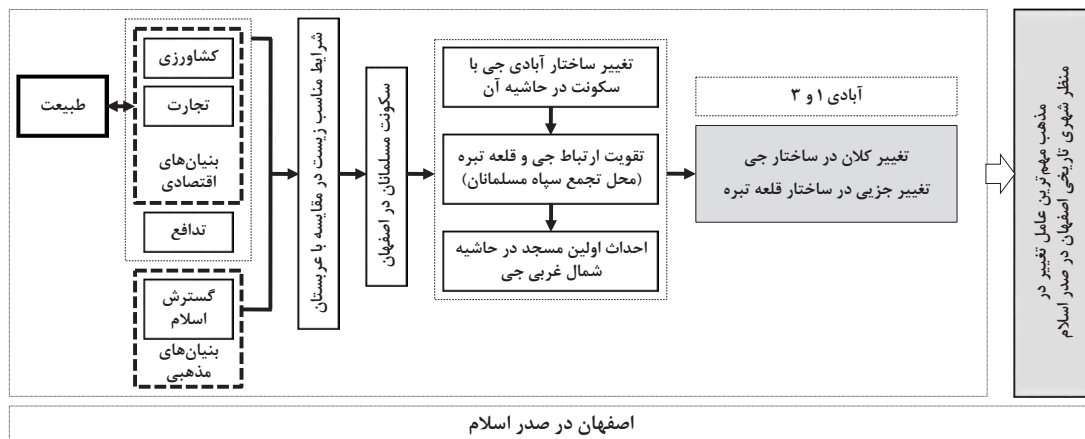 طبیعت
کشاورزی
تجارت
بنیان‌های
اقتصادی
تدافع
گسترش
اسلام
بنیان‌های
مذهبی
شرایط مناسب زیست در مقایسه با عربستان
سکونت مسلمانان در اصفهان
تغییر ساختار آبادی جی با
سکونت در حاشیه آن
تقویت ارتباط جی و قلعه تبره
(محل تجمع سپاه مسلمانان)
احداث اولین مسجد در حاشیه
شمال غربی جی
آبادی ۱ و ۳
تغییر کلان در ساختار جی
تغییر جزیی در ساختار قلعه تبره
مذهب مهم‌ترین عامل تغییر در
منظر شهری تاریخی اصفهان در صدر اسلام
اصفهان در صدر اسلام